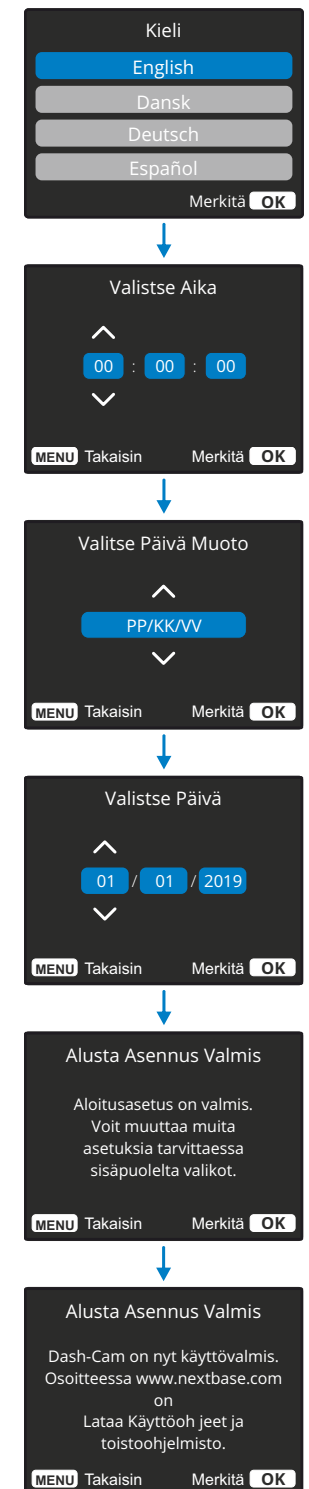 Kieli
English
Dansk
Deutsch
Español
Merkitä OK
Valistse Aika
00 : 00 : 00
MENU Takaisin Merkitä OK
Valitse Päivä Muoto
PP/KK/VV
MENU Takaisin Merkitä OK
Valistse Päivä
01 / 01 / 2019
MENU Takaisin Merkitä OK
Alusta Asennus Valmis
Aloitusasetus on valmis.
Voit muuttaa muita
asetuksia tarvittaessa
sisäpuolelta valikot.
MENU Takaisin Merkitä OK
Alusta Asennus Valmis
Dash-Cam on nyt käyttövalmis.
Osoitteessa www.nextbase.com
on
Lataa Käyttöoh jeet ja
toistoohjelmisto.
MENU Takaisin Merkitä OK